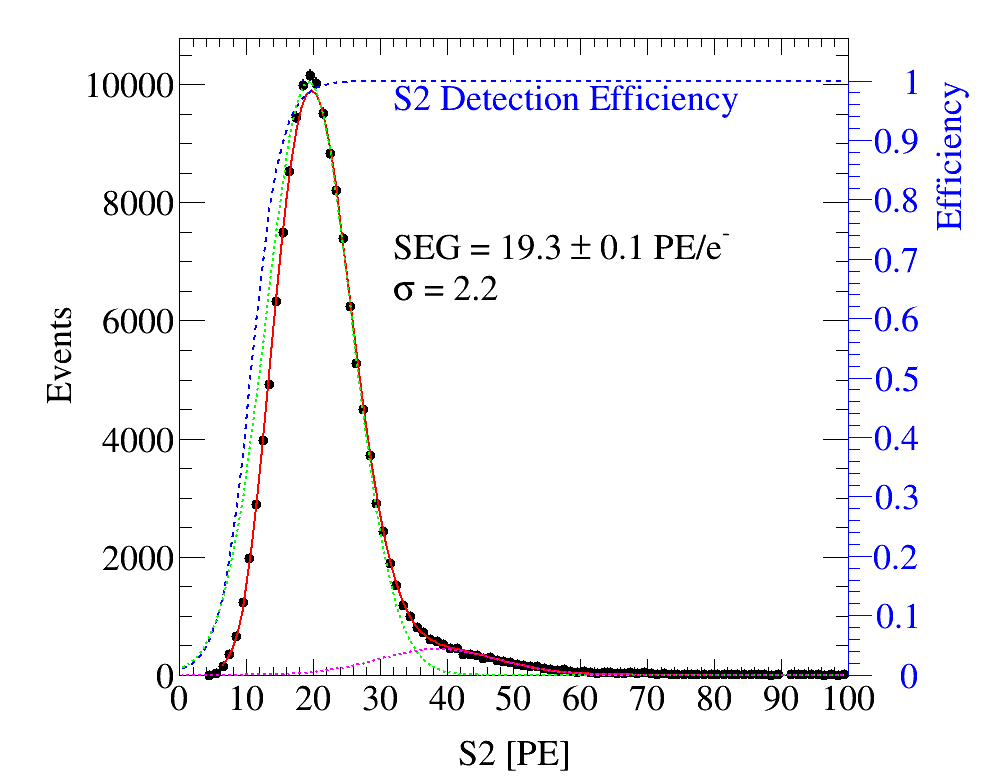 10000
8000
6000
4000
2000
0
Events
S2 Detection Efficiency
SEG = 19.3 ± 0.1 PE/e⁻
σ = 2.2
1
0.9
0.8
0.7
0.6
0.5
0.4
0.3
0.2
0.1
0
Efficiency
0 10 20 30 40 50 60 70 80 90 100
S2 [PE]